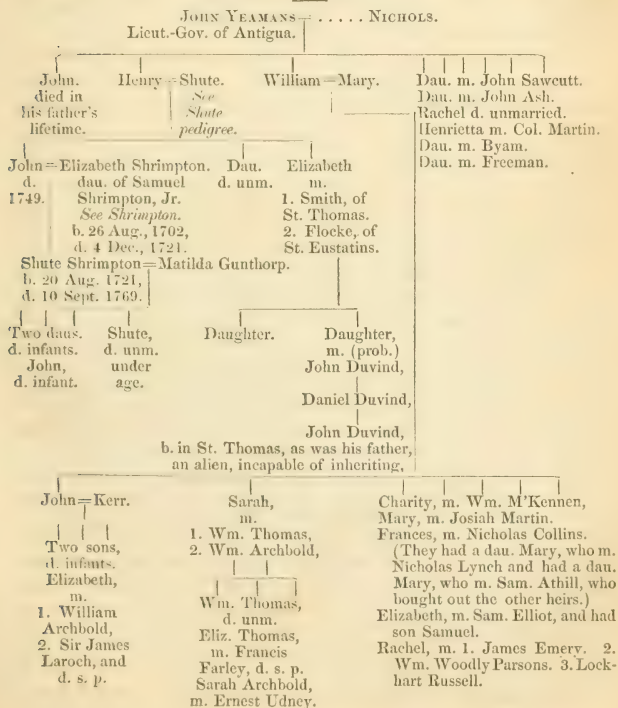 JOHN YEAMANS = . . . . . NICHOLS.
Lieut.-Gov. of Antigua.
John.
died in
his father's
lifetime.
Henry = Shute.
See
Shute
pedigree.
William = Mary.
Dau. m. John Sawcutt.
Dau. m. John Ash.
Rachel d. unmarried.
Henrietta m. Col. Martin.
Dau. m. Byam.
Dau. m. Freeman.
John = Elizabeth Shrimpton.
d. dau. of Samuel
1749. Shrimpton, Jr.
See Shrimpton.
b. 26 Aug., 1702,
d. 4 Dec., 1721.
Dau.
d. unm.
Elizabeth
m.
1. Smith, of
St. Thomas.
2. Flocke, of
St. Eustatins.
Shute Shrimpton = Matilda Gunthorp.
b. 20 Aug. 1721,
d. 10 Sept. 1769.
Two daus.
d. infants.
John,
d. infant.
Shute,
d. unm.
under
age.
Daughter.
Daughter,
m. (prob.)
John Duvind,
Daniel Duvind,
John Duvind,
b. in St. Thomas, as was his father,
an alien, incapable of inheriting,
John = Kerr.
Two sons,
d. infants.
Elizabeth,
m.
1. William
Archbold,
2. Sir James
Laroch, and
d. s. p.
Sarah,
m.
1. Wm. Thomas,
2. Wm. Archbold,
Wm. Thomas,
d. unm.
Eliz. Thomas,
m. Francis
Farley, d. s. p.
Sarah Archbold,
m. Ernest Udney.
Charity, m. Wm. M'Kennen,
Mary, m. Josiah Martin.
Frances, m. Nicholas Collins.
(They had a dau. Mary, who m.
Nicholas Lynch and had a dau.
Mary, who m. Sam. Athill, who
bought out the other heirs.)
Elizabeth, m. Sam. Elliot, and had
son Samuel.
Rachel, m. 1. James Emery. 2.
Wm. Woodly Parsons. 3. Lock-
hart Russell.